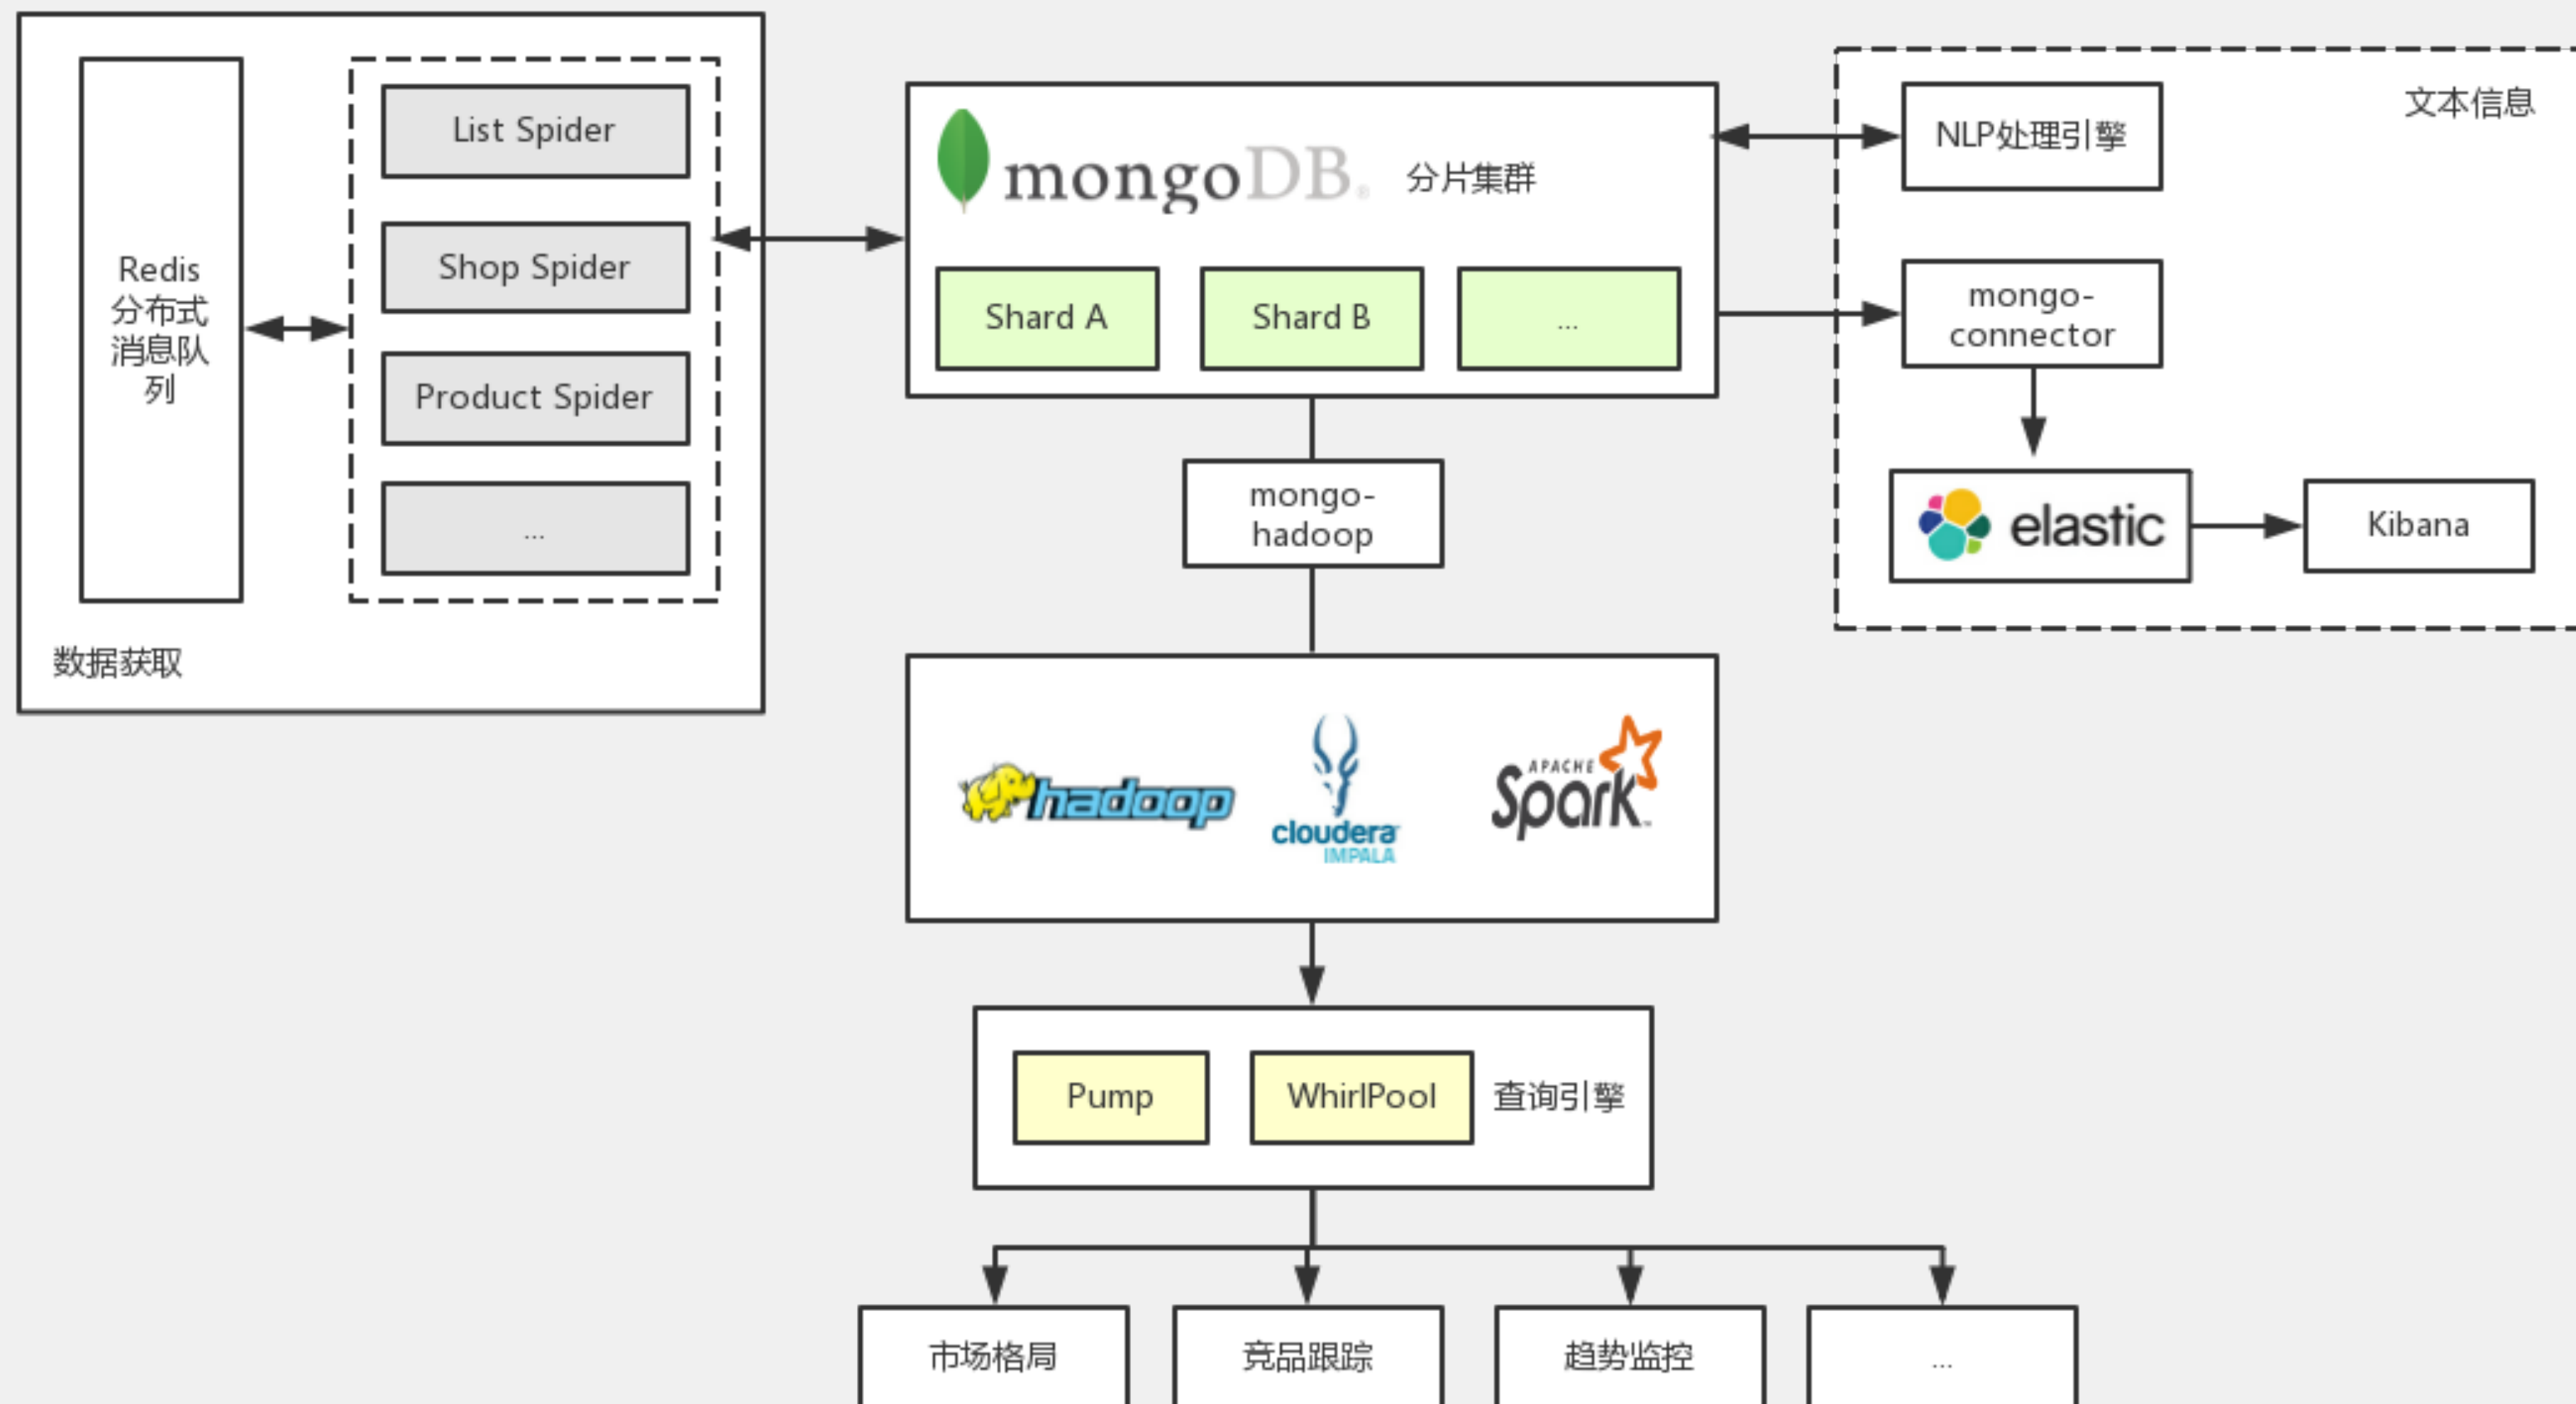 Redis
分布式
消息队
列
List Spider
Shop Spider
Product Spider
...
数据获取
mongoDB®
分片集群
Shard A
Shard B
...
mongo-
hadoop
文本信息
NLP处理引擎
mongo-
connector
elastic
Kibana
hadoop
cloudera
IMPALA
APACHE
Spark™
Pump
WhirlPool
查询引擎
市场格局
竞品跟踪
趋势监控
...